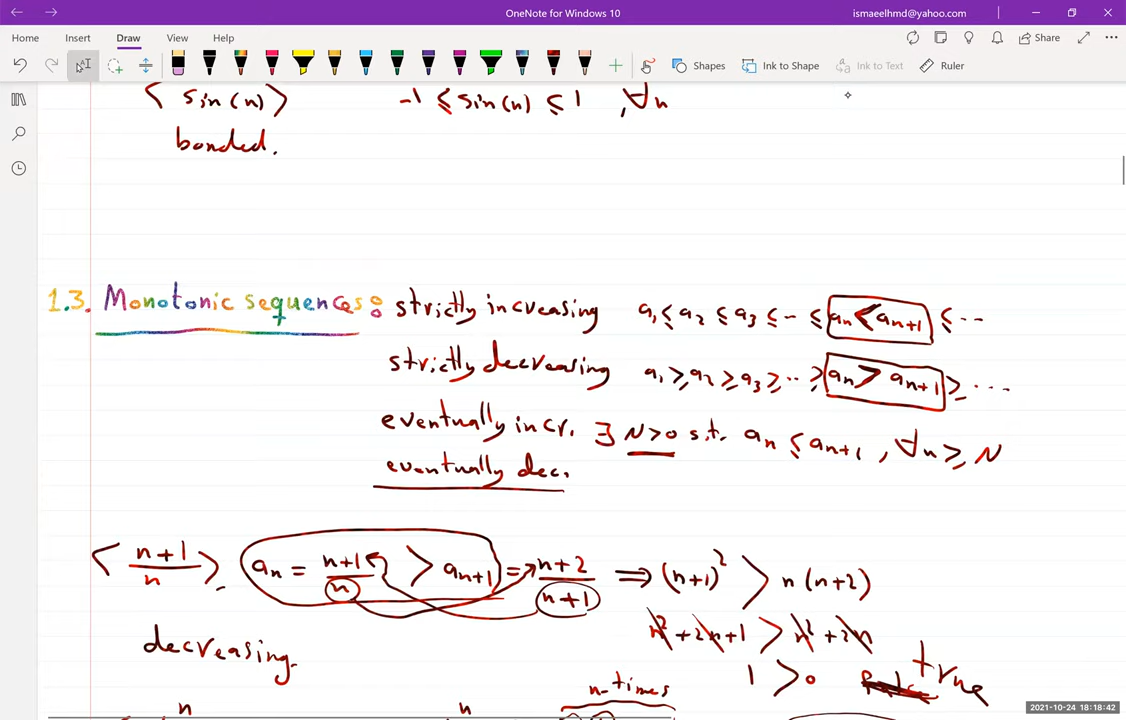 OneNote for Windows 10
ismaeelhmd@yahoo.com
Home Insert Draw View Help
Share
Shapes Ink to Shape Ink to Text Ruler
< sin(n) > -1 ≤ sin(n) ≤ 1 , ∀n
bonded.
1.3. Monotonic sequences: strictly increasing a₁ ≤ a₂ ≤ a₃ ≤ -- ≤ aₙ < aₙ₊₁ ≤ ---
strictly decreasing a₁ ≥ a₂ ≥ a₃ ≥ --- ≥ aₙ > aₙ₊₁ ≥ ---
eventually incr. ∃ N>0 s.t. aₙ ≤ aₙ₊₁ , ∀n ≥ N
eventually dec.
< (n+1)/n > . aₙ = (n+1)/n > aₙ₊₁ = (n+2)/(n+1) ⇒ (n+1)² > n(n+2)
n² + 2n + 1 > n² + 2n
decreasing.
1 > 0 true
n-times
n n
2021-10-24 18:18:42